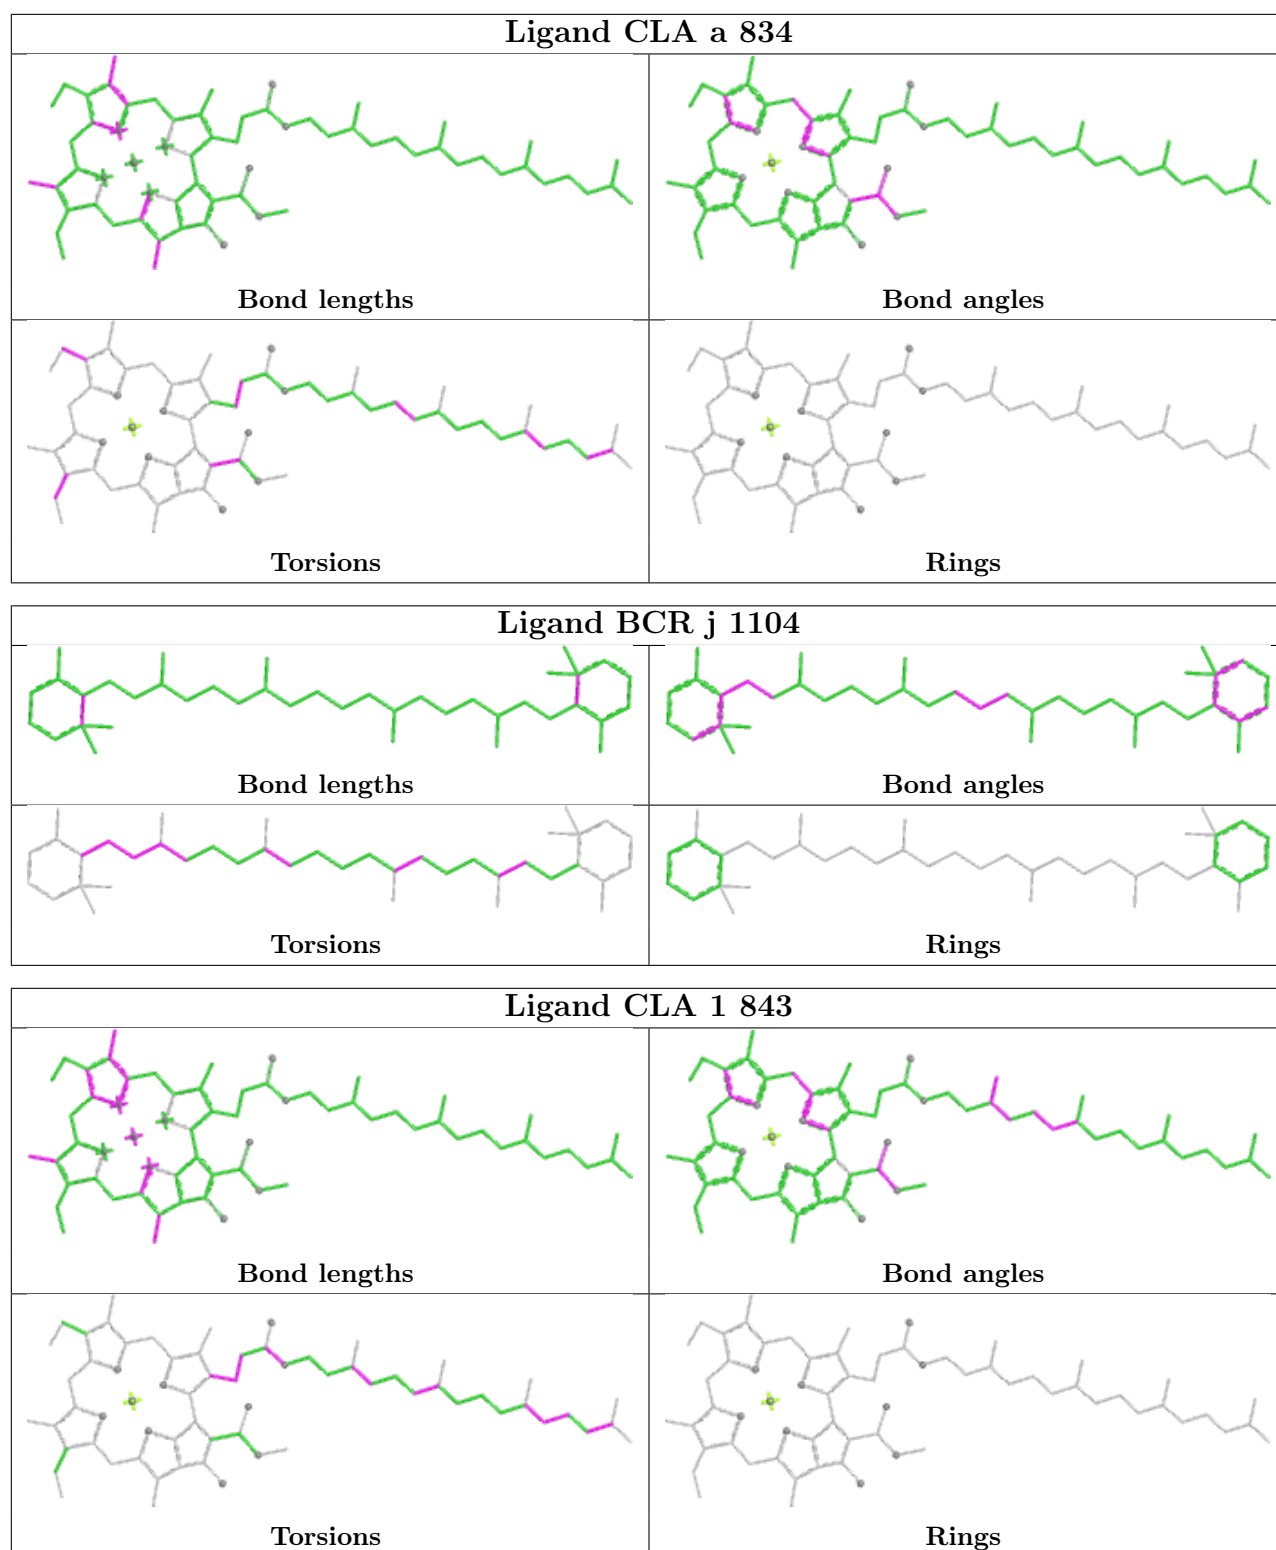 Ligand CLA a 834
Bond lengths
Bond angles
Torsions
Rings
Ligand BCR j 1104
Bond lengths
Bond angles
Torsions
Rings
Ligand CLA 1 843
Bond lengths
Bond angles
Torsions
Rings